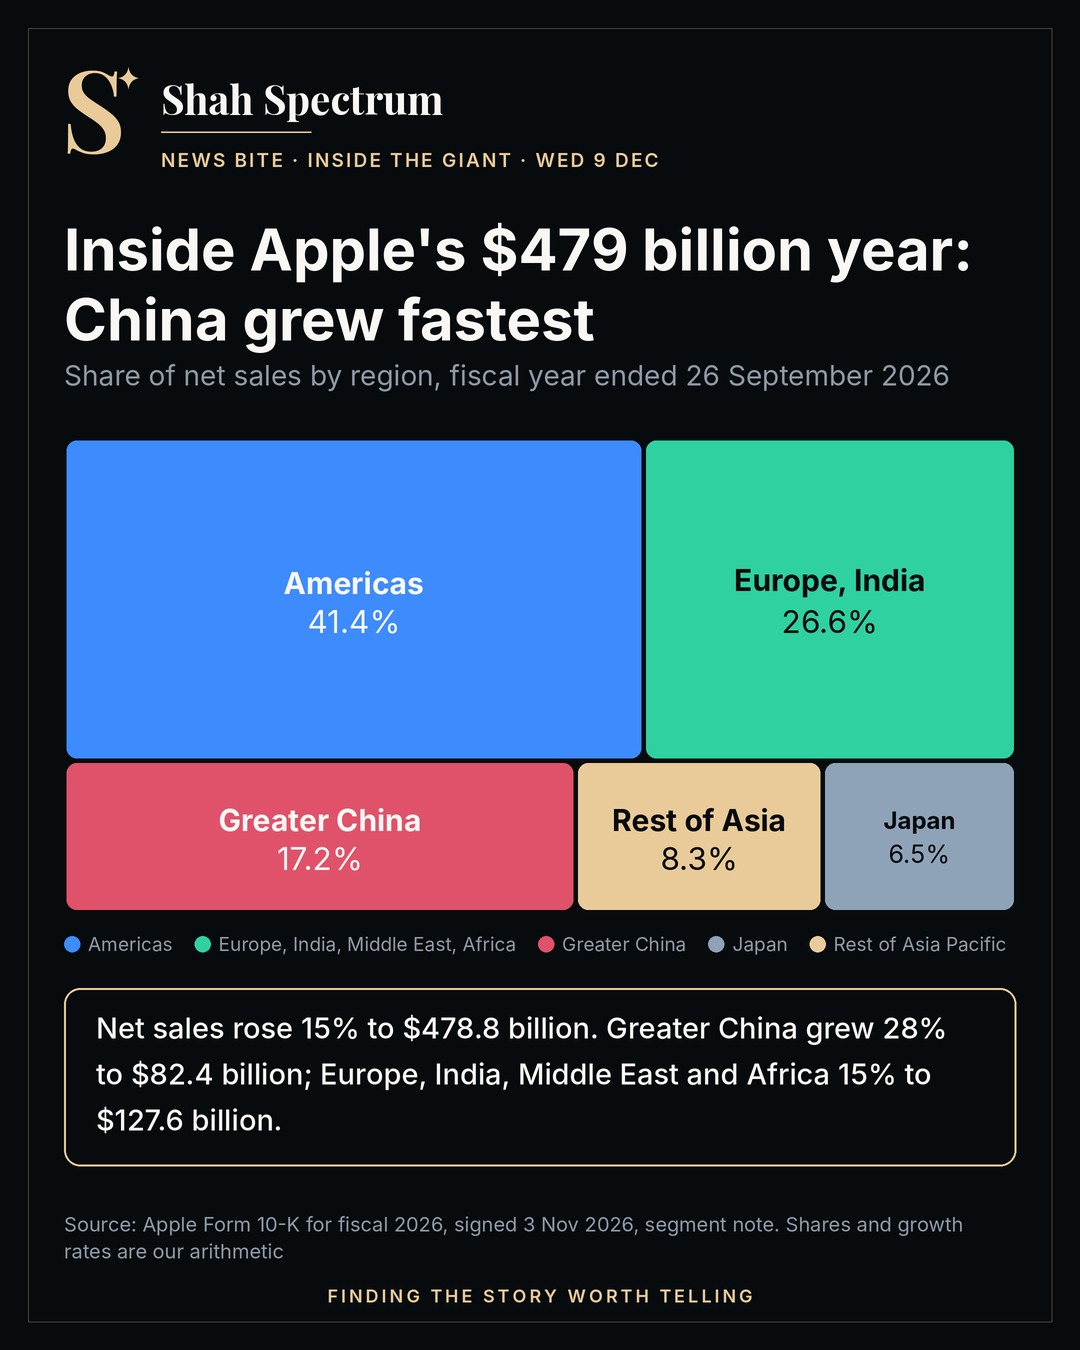 S
Shah Spectrum
NEWS BITE · INSIDE THE GIANT · WED 9 DEC
Inside Apple's $479 billion year:
China grew fastest
Share of net sales by region, fiscal year ended 26 September 2026
Americas
41.4%
Europe, India
26.6%
Greater China
17.2%
Rest of Asia
8.3%
Japan
6.5%
Americas
Europe, India, Middle East, Africa
Greater China
Japan
Rest of Asia Pacific
Net sales rose 15% to $478.8 billion. Greater China grew 28%
to $82.4 billion; Europe, India, Middle East and Africa 15% to
$127.6 billion.
Source: Apple Form 10-K for fiscal 2026, signed 3 Nov 2026, segment note. Shares and growth
rates are our arithmetic
FINDING THE STORY WORTH TELLING